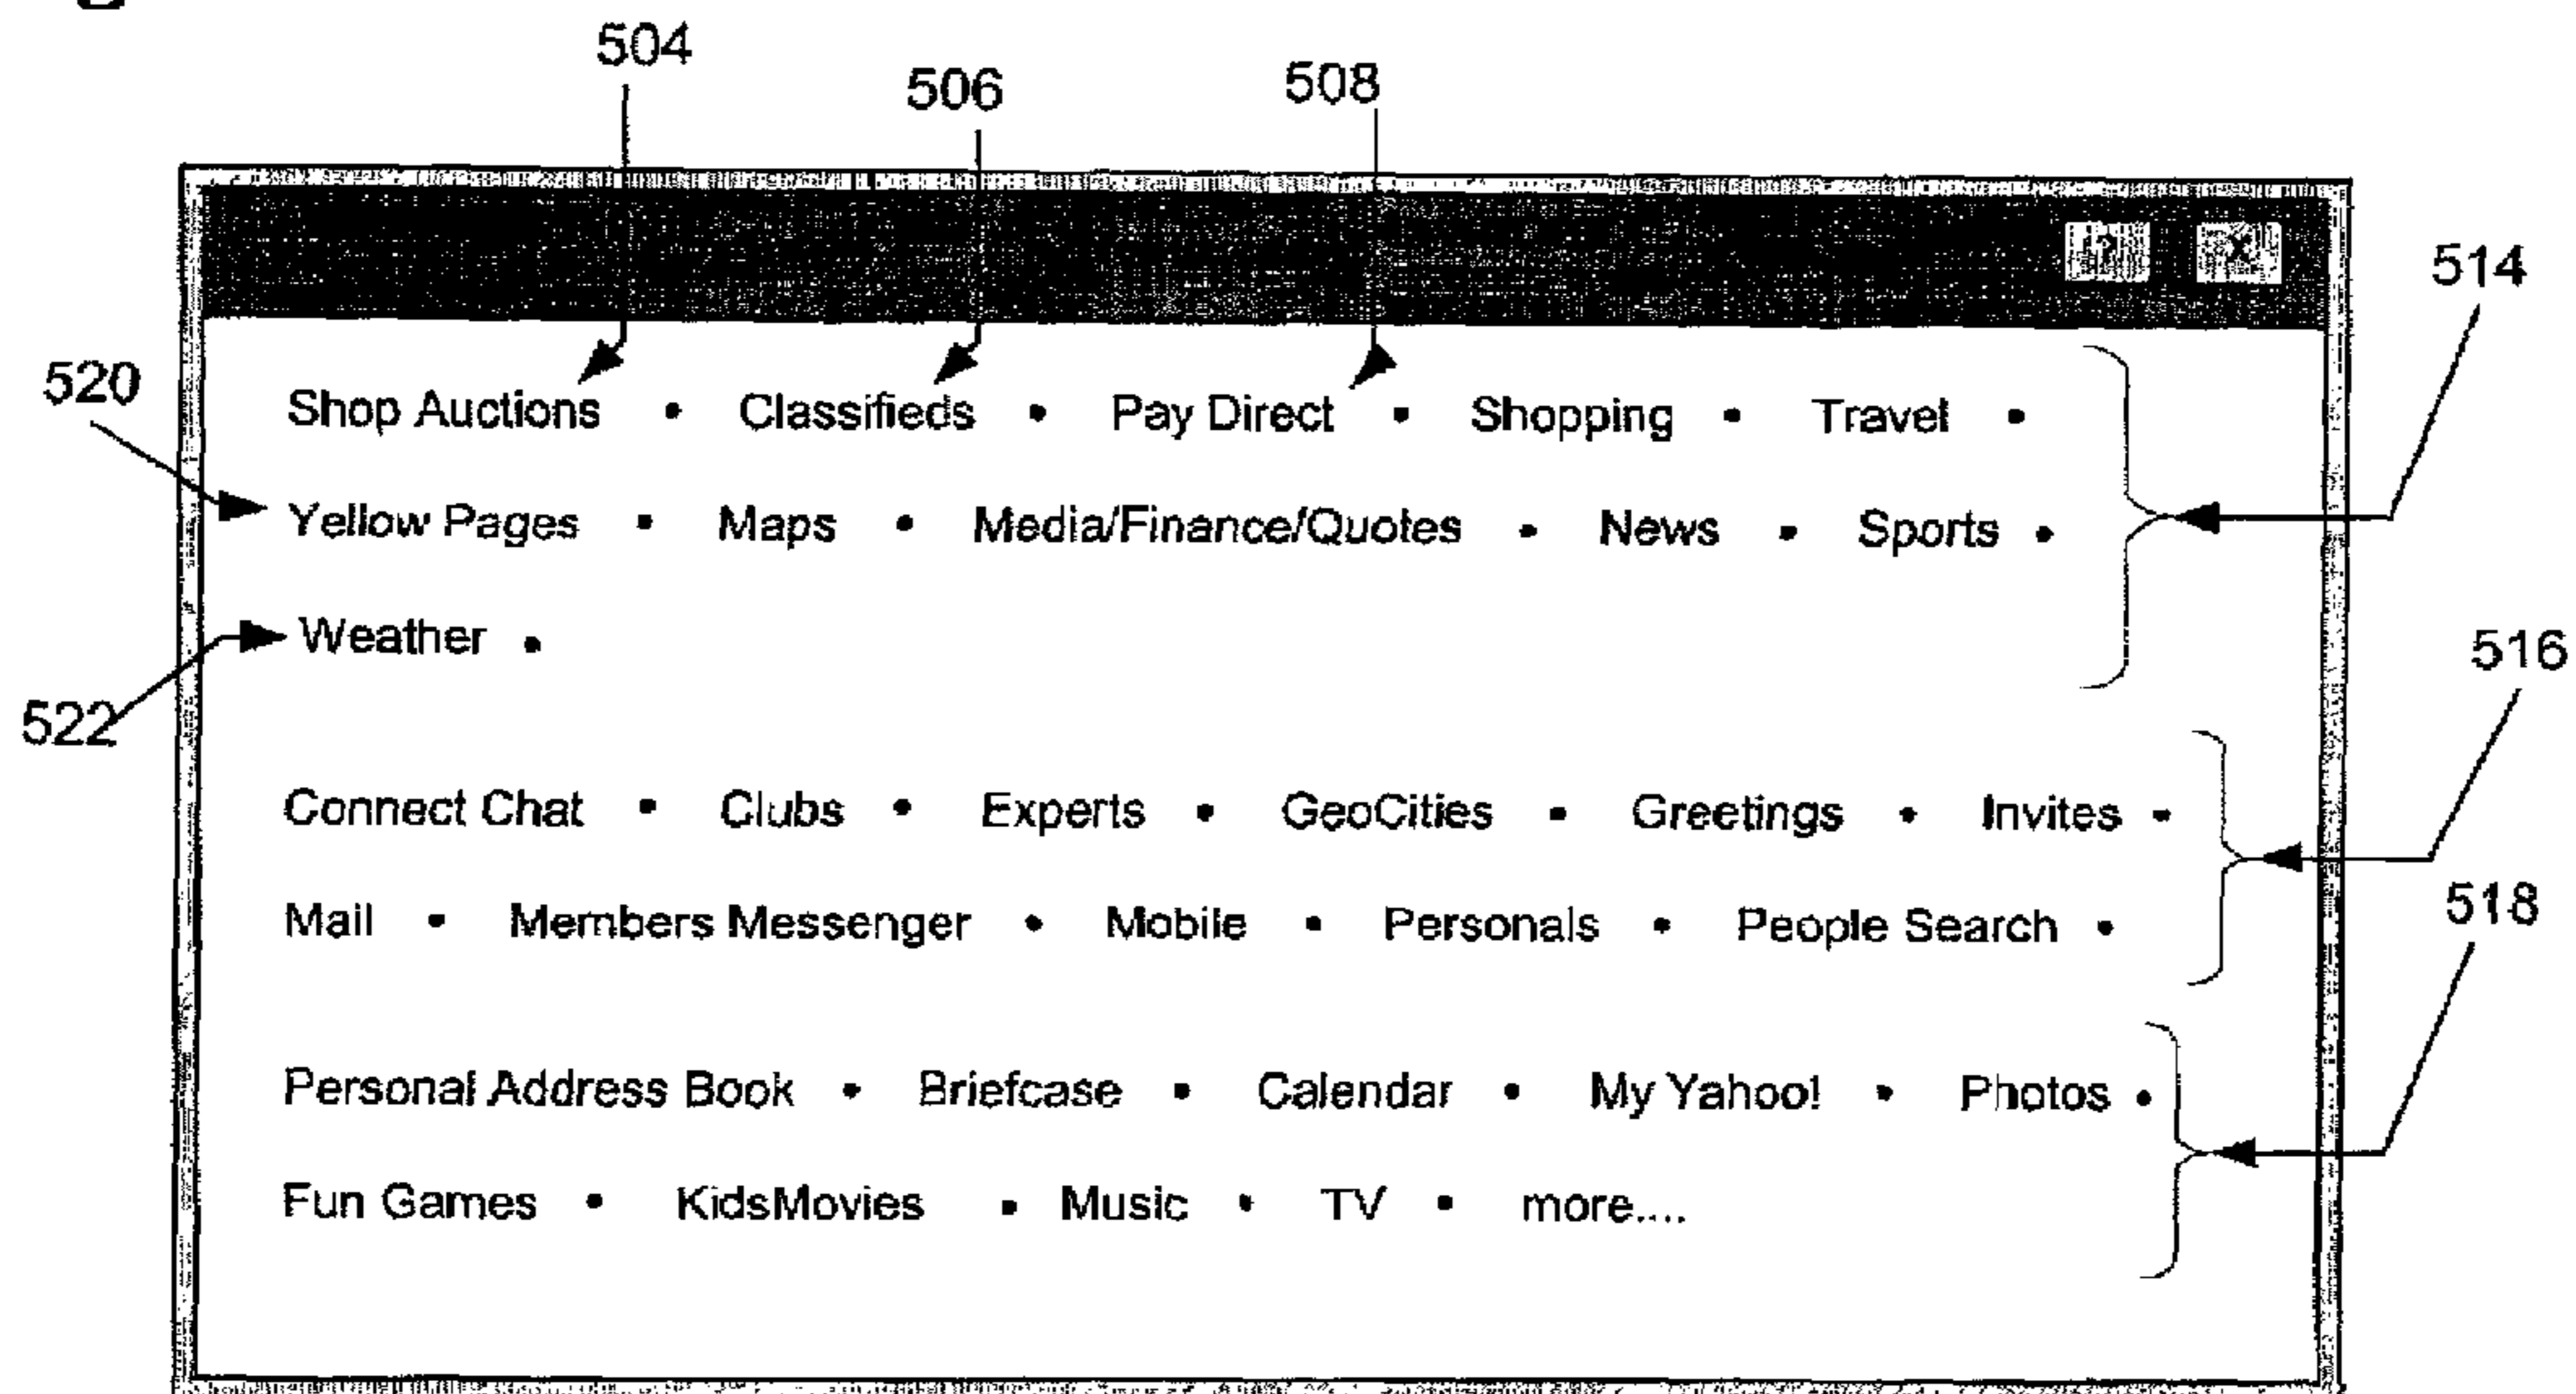 504
506
508
? X
514
520
Shop Auctions • Classifieds • Pay Direct • Shopping • Travel •
Yellow Pages • Maps • Media/Finance/Quotes • News • Sports •
Weather •
522
516
Connect Chat • Clubs • Experts • GeoCities • Greetings • Invites •
Mail • Members Messenger • Mobile • Personals • People Search •
518
Personal Address Book • Briefcase • Calendar • My Yahoo! • Photos •
Fun Games • KidsMovies • Music • TV • more....